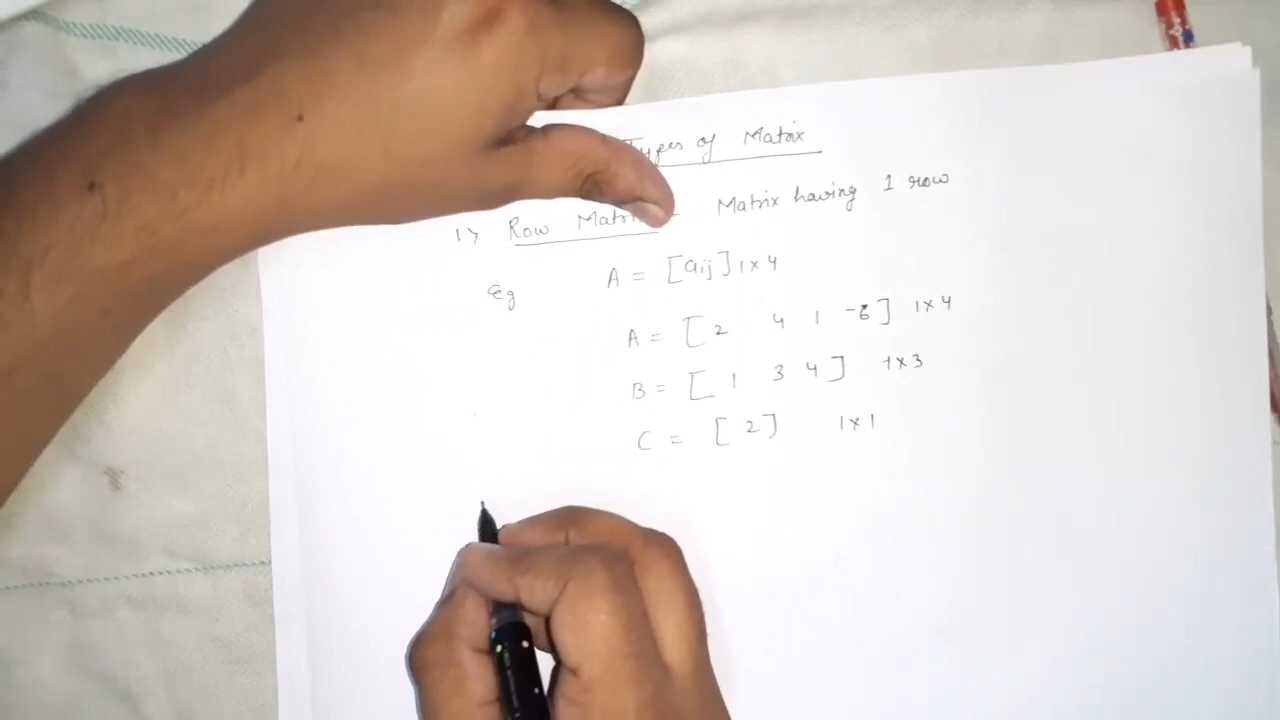 Types of Matrix
1> Row Matrix - Matrix having 1 row
Eg A = [aij] 1×4
A = [ 2 4 1 -6 ] 1×4
B = [ 1 3 4 ] 1×3
C = [ 2 ] 1×1